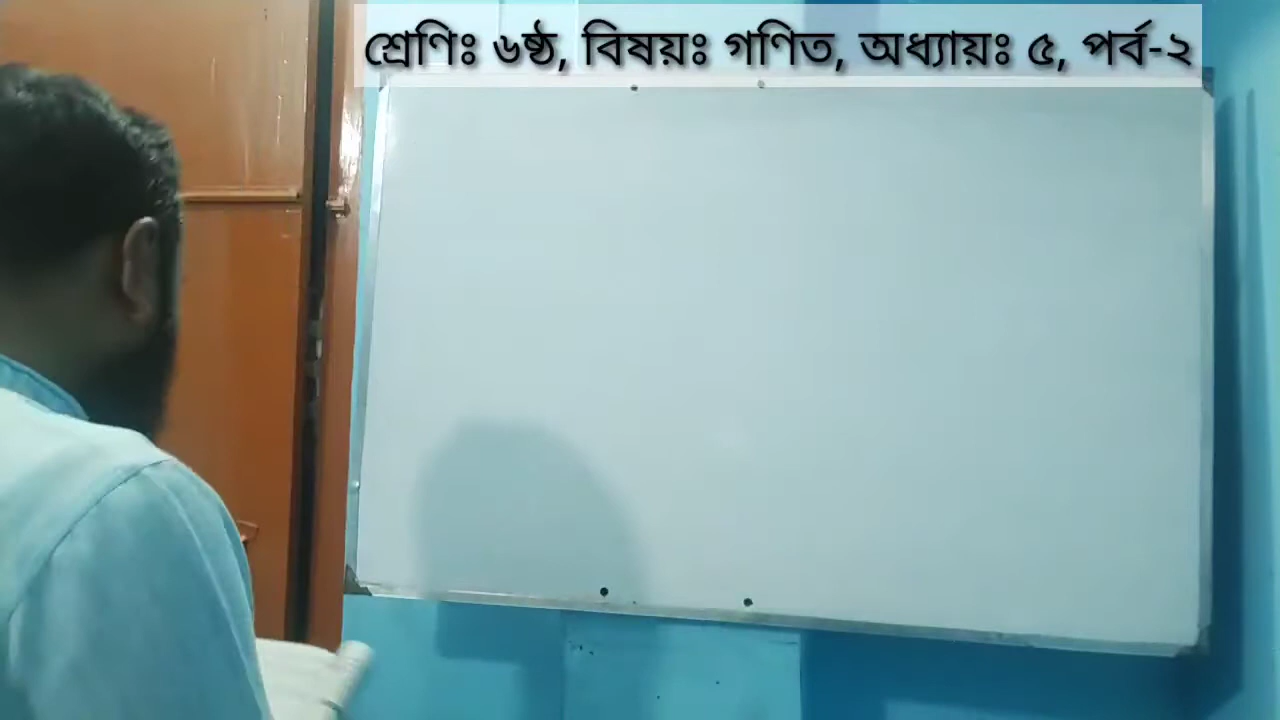 শ্রেণিঃ ৬ষ্ঠ, বিষয়ঃ গণিত, অধ্যায়ঃ ৫, পর্ব-২